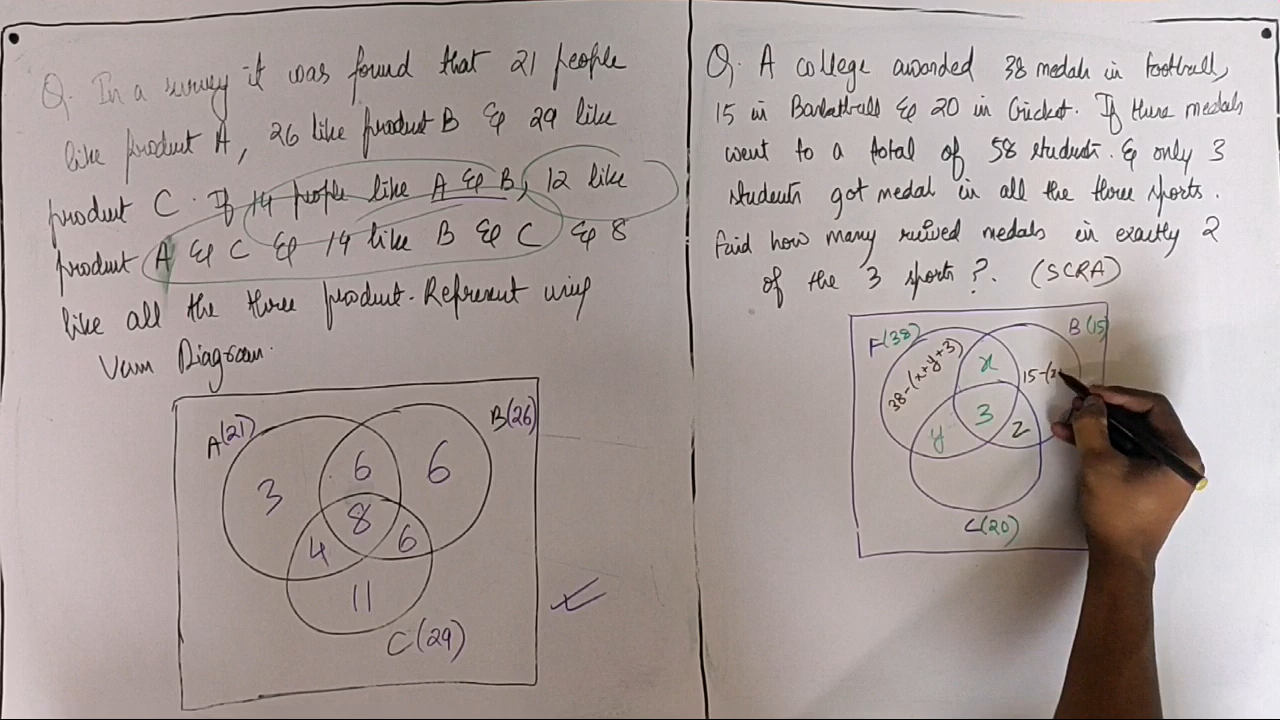 Q. In a survey it was found that 21 people
like product A, 26 like product B & 29 like
product C. If 14 people like A & B, 12 like
product A & C & 14 like B & C & 8
like all the three product. Represent using
Venn Diagram.
A(21)
B(26)
3
6
6
8
4
6
11
C(29)
Q. A college awarded 38 medals in football,
15 in Basketball & 20 in Cricket. If these medals
went to a total of 58 students. & only 3
students got medal in all the three sports.
Find how many recived medals in exactly 2
of the 3 sports ?. (SCRA)
F(38)
B(15)
38-(x+y+3)
x
15-(z
3
y
z
C(20)